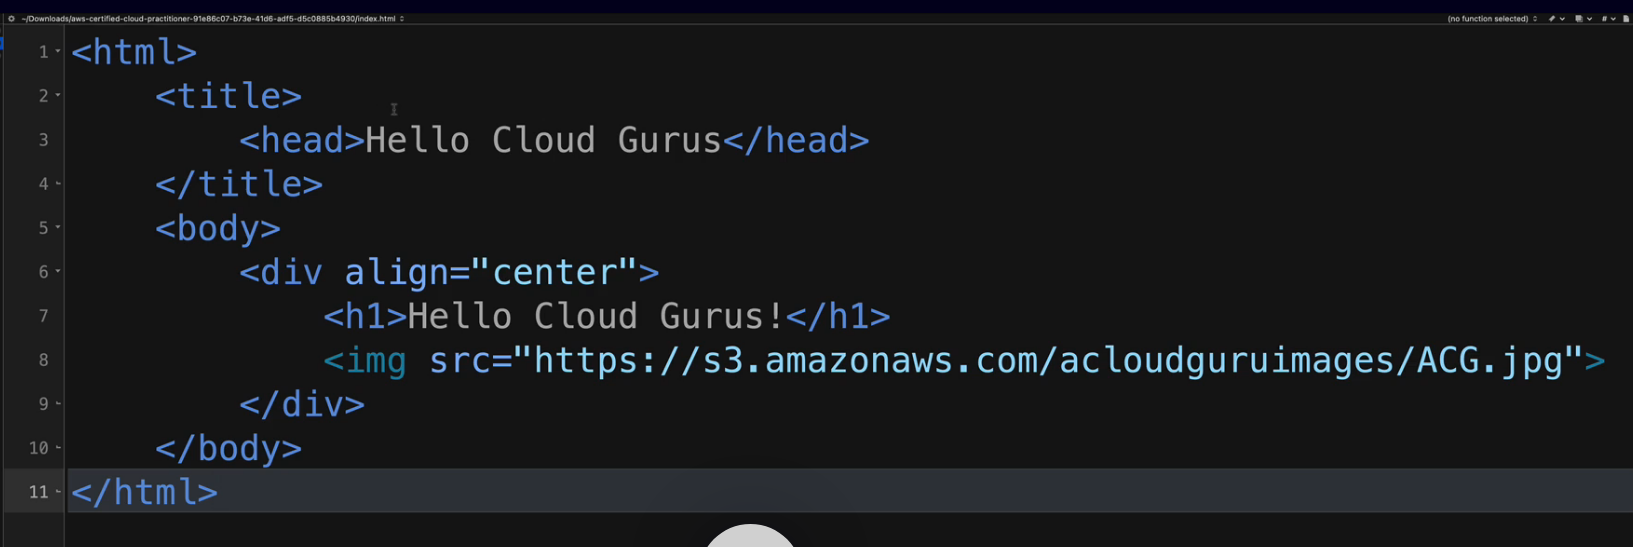 ~/Downloads/aws-certified-cloud-practitioner-91e86c07-b73e-41d6-adf5-d5c0885b4930/index.html (no function selected) #
1 <html>
2 <title>
3 <head>Hello Cloud Gurus</head>
4 </title>
5 <body>
6 <div align="center">
7 <h1>Hello Cloud Gurus!</h1>
8 <img src="https://s3.amazonaws.com/acloudguruimages/ACG.jpg">
9 </div>
10 </body>
11 </html>